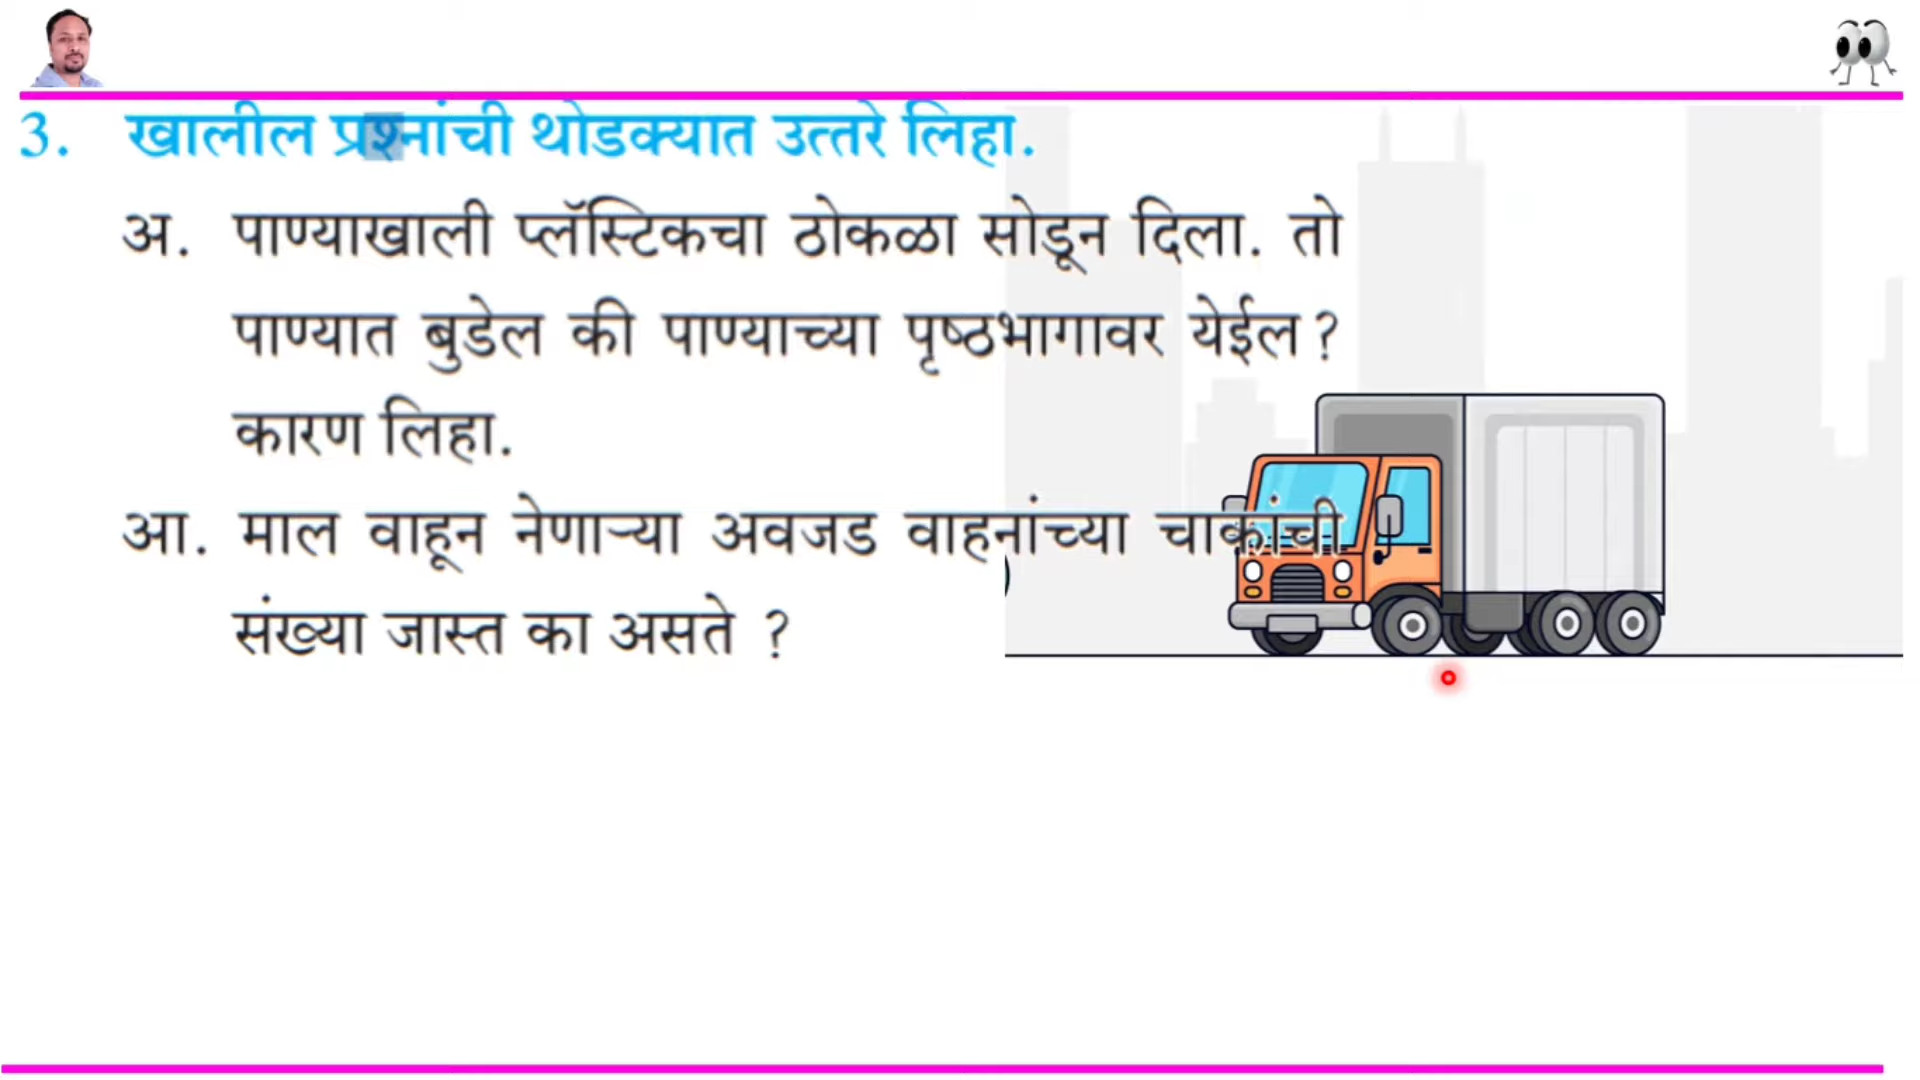 3. खालील प्रश्नांची थोडक्यात उत्तरे लिहा.
अ. पाण्याखाली प्लॅस्टिकचा ठोकळा सोडून दिला. तो
पाण्यात बुडेल की पाण्याच्या पृष्ठभागावर येईल?
कारण लिहा.
आ. माल वाहून नेणाऱ्या अवजड वाहनांच्या चाकांची
संख्या जास्त का असते ?